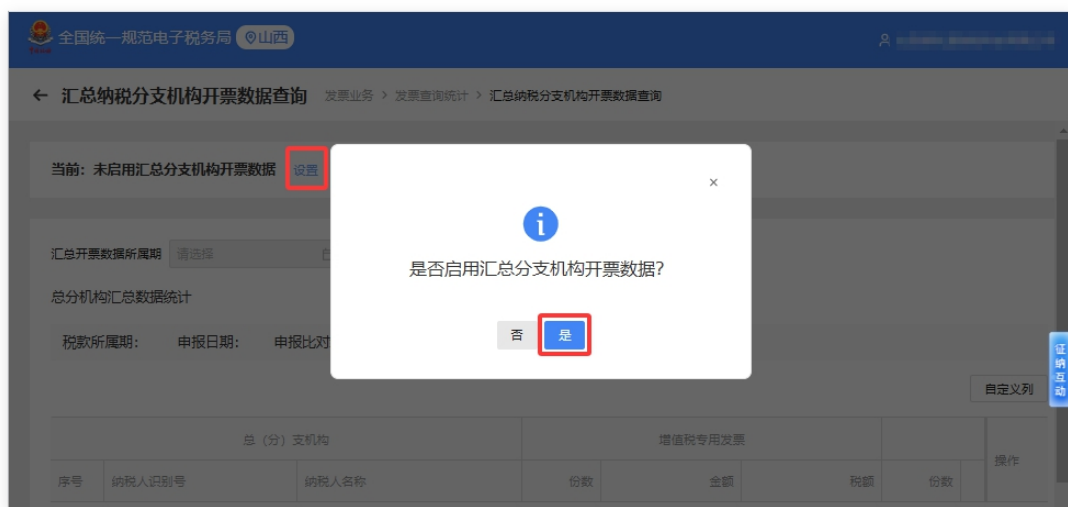 全国统一规范电子税务局 山西
汇总纳税分支机构开票数据查询 发票业务 > 发票查询统计 > 汇总纳税分支机构开票数据查询
当前：未启用汇总分支机构开票数据 设置
×
i
是否启用汇总分支机构开票数据?
否 是
汇总开票数据所属期 请选择
总分机构汇总数据统计
税款所属期： 申报日期： 申报比对
征纳互动
自定义列
总（分）支机构 增值税专用发票 操作
序号 纳税人识别号 纳税人名称 份数 金额 税额 份数